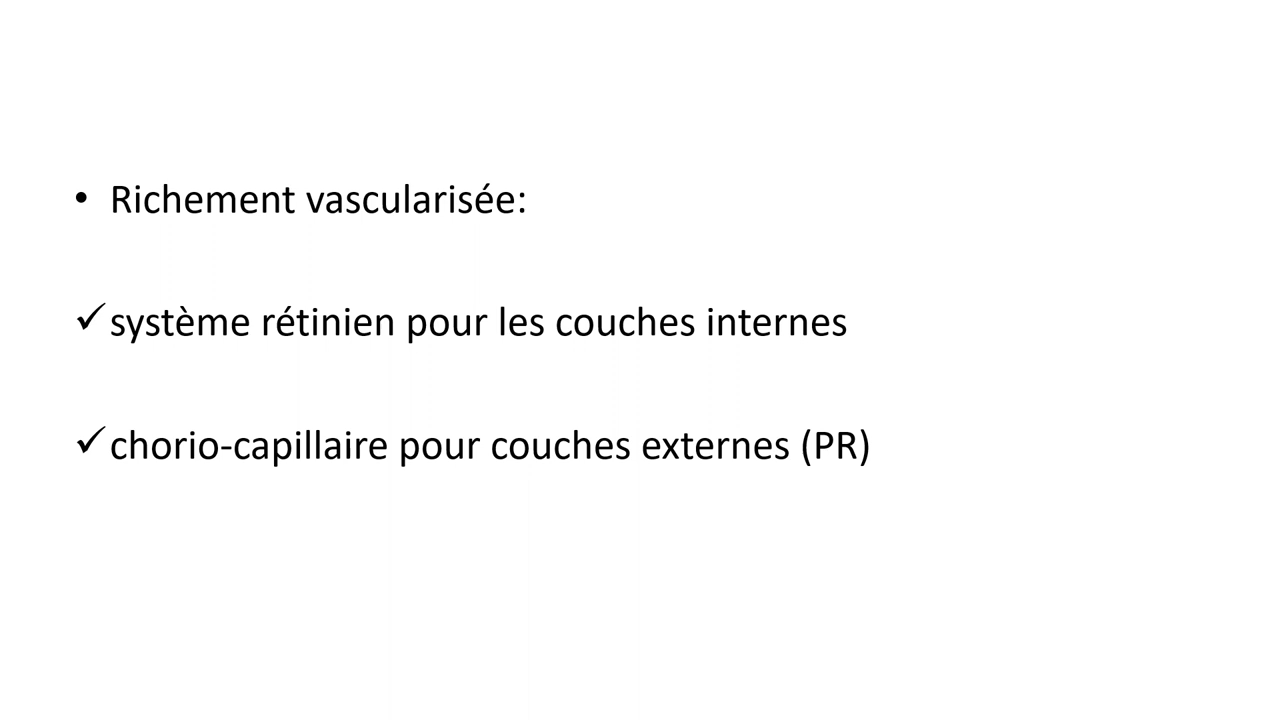 • Richement vascularisée:
✓ système rétinien pour les couches internes
✓ chorio-capillaire pour couches externes (PR)